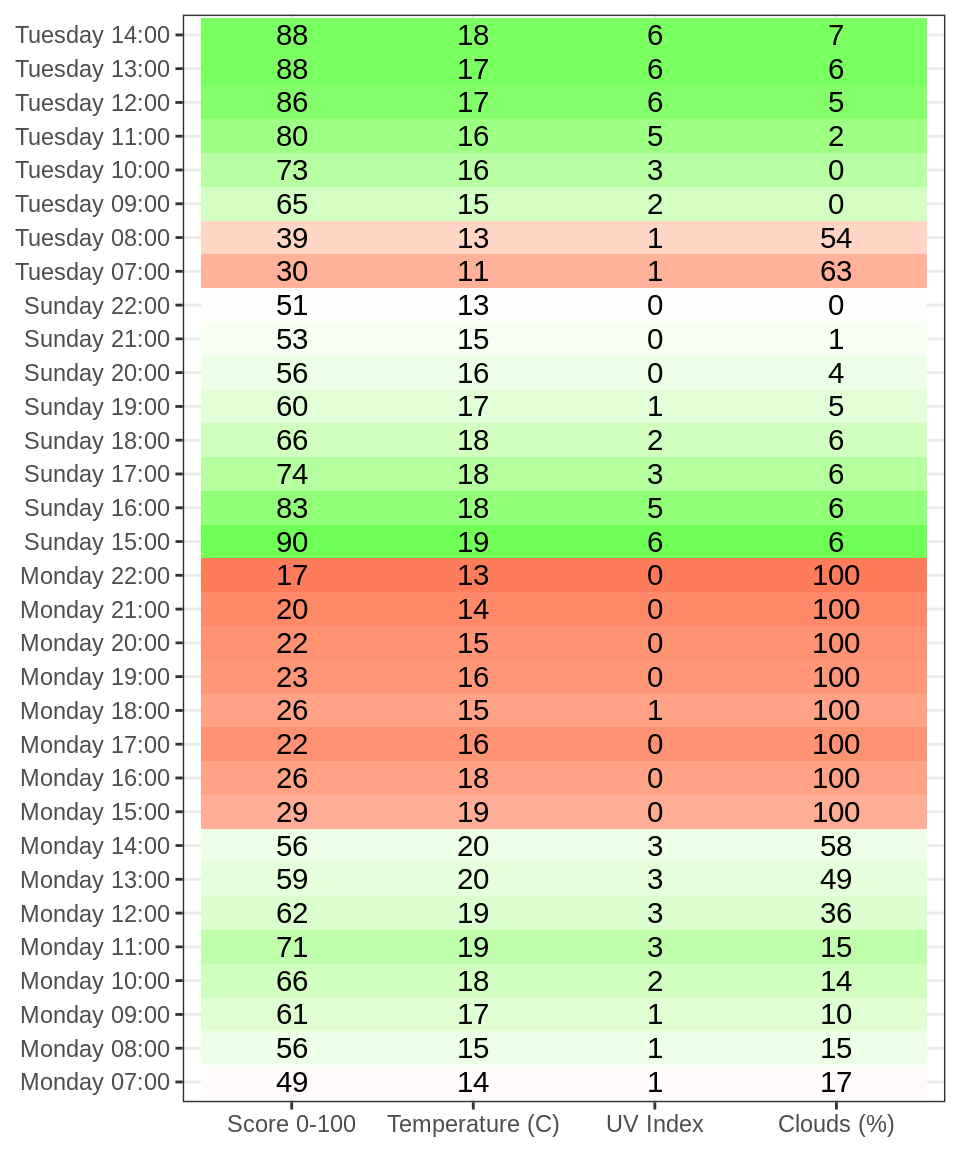 Tuesday 14:00 88 18 6 7
Tuesday 13:00 88 17 6 6
Tuesday 12:00 86 17 6 5
Tuesday 11:00 80 16 5 2
Tuesday 10:00 73 16 3 0
Tuesday 09:00 65 15 2 0
Tuesday 08:00 39 13 1 54
Tuesday 07:00 30 11 1 63
Sunday 22:00 51 13 0 0
Sunday 21:00 53 15 0 1
Sunday 20:00 56 16 0 4
Sunday 19:00 60 17 1 5
Sunday 18:00 66 18 2 6
Sunday 17:00 74 18 3 6
Sunday 16:00 83 18 5 6
Sunday 15:00 90 19 6 6
Monday 22:00 17 13 0 100
Monday 21:00 20 14 0 100
Monday 20:00 22 15 0 100
Monday 19:00 23 16 0 100
Monday 18:00 26 15 1 100
Monday 17:00 22 16 0 100
Monday 16:00 26 18 0 100
Monday 15:00 29 19 0 100
Monday 14:00 56 20 3 58
Monday 13:00 59 20 3 49
Monday 12:00 62 19 3 36
Monday 11:00 71 19 3 15
Monday 10:00 66 18 2 14
Monday 09:00 61 17 1 10
Monday 08:00 56 15 1 15
Monday 07:00 49 14 1 17
Score 0-100 Temperature (C) UV Index Clouds (%)